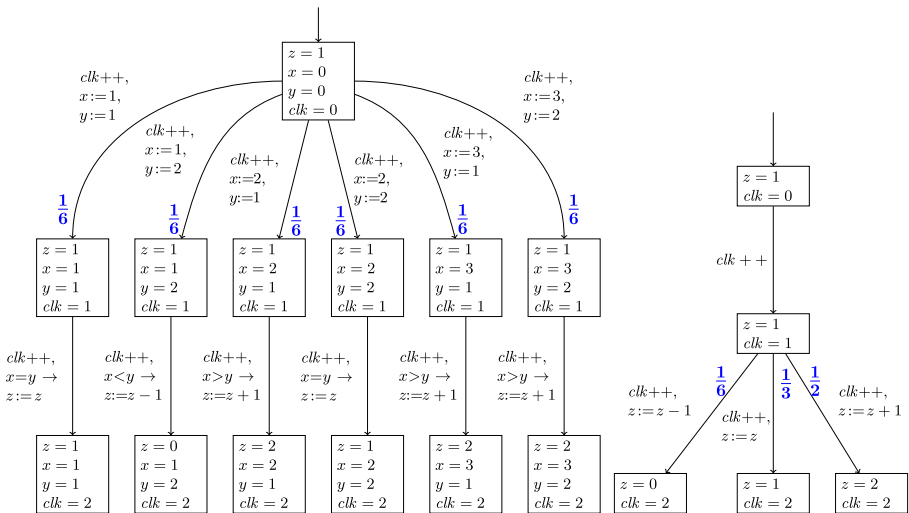 z = 1
x = 0
y = 0
clk = 0
clk++,
x:=1,
y:=1
clk++,
x:=1,
y:=2
clk++,
x:=2,
y:=1
clk++,
x:=2,
y:=2
clk++,
x:=3,
y:=1
clk++,
x:=3,
y:=2
1/6
1/6
1/6
1/6
1/6
1/6
z = 1
x = 1
y = 1
clk = 1
z = 1
x = 1
y = 2
clk = 1
z = 1
x = 2
y = 1
clk = 1
z = 1
x = 2
y = 2
clk = 1
z = 1
x = 3
y = 1
clk = 1
z = 1
x = 3
y = 2
clk = 1
clk++,
x=y →
z:=z
clk++,
x<y →
z:=z − 1
clk++,
x>y →
z:=z + 1
clk++,
x=y →
z:=z
clk++,
x>y →
z:=z + 1
clk++,
x>y →
z:=z + 1
z = 1
x = 1
y = 1
clk = 2
z = 0
x = 1
y = 2
clk = 2
z = 2
x = 2
y = 1
clk = 2
z = 1
x = 2
y = 2
clk = 2
z = 2
x = 3
y = 1
clk = 2
z = 2
x = 3
y = 2
clk = 2
z = 1
clk = 0
clk ++
z = 1
clk = 1
1/6
1/3
1/2
clk++,
z:=z − 1
clk++,
z:=z
clk++,
z:=z + 1
z = 0
clk = 2
z = 1
clk = 2
z = 2
clk = 2